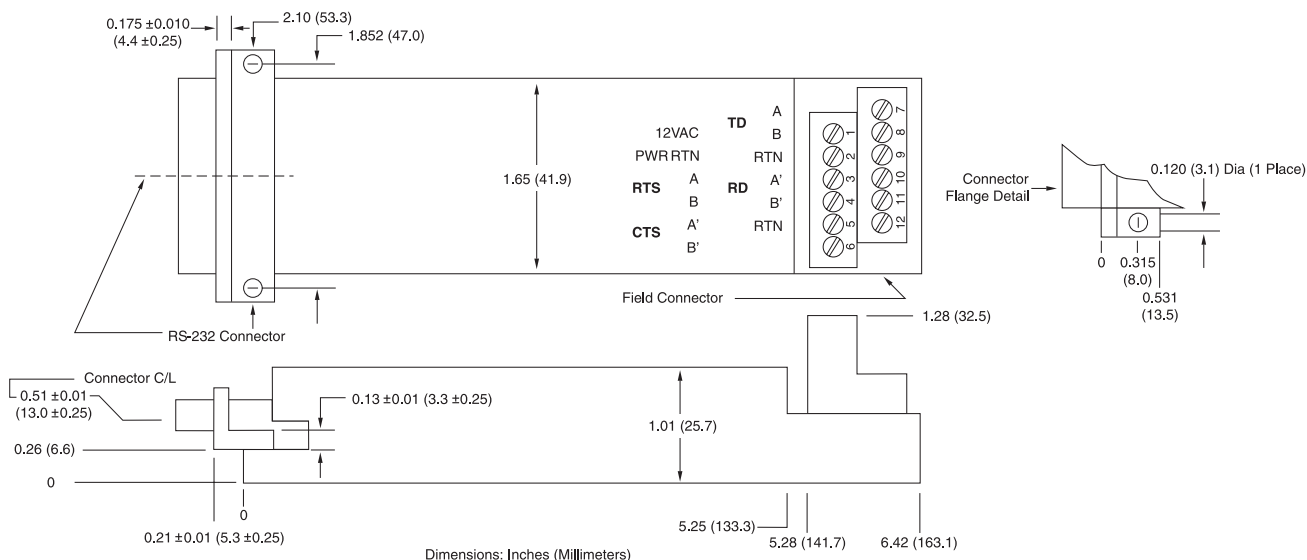 0.175 ±0.010
(4.4 ±0.25)
2.10 (53.3)
1.852 (47.0)
1.65 (41.9)
12VAC
PWR RTN
RTS
A
B
CTS
A'
B'
TD
A
B
RTN
RD
A'
B'
RTN
1
2
3
4
5
6
7
8
9
10
11
12
Connector
Flange Detail
0.120 (3.1) Dia (1 Place)
0
0.315
(8.0)
0.531
(13.5)
Field Connector
RS-232 Connector
1.28 (32.5)
Connector C/L
0.51 ±0.01
(13.0 ±0.25)
0.13 ±0.01 (3.3 ±0.25)
1.01 (25.7)
0.26 (6.6)
0
0
0.21 ±0.01 (5.3 ±0.25)
5.25 (133.3)
5.28 (141.7)
6.42 (163.1)
Dimensions: Inches (Millimeters)